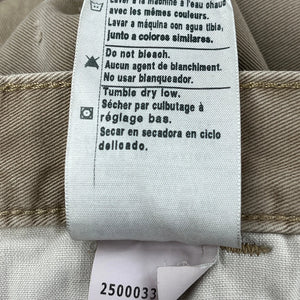 Laver à la machine à l'eau chaude
avec les mêmes couleurs.
Lavar a máquina con agua tibia,
junto a colores similares.
Do not bleach.
Aucun agent de blanchiment.
No usar blanqueador.
Tumble dry low.
Sécher par culbutage à
réglage bas.
Secar en secadora en ciclo
delicado.
2500033